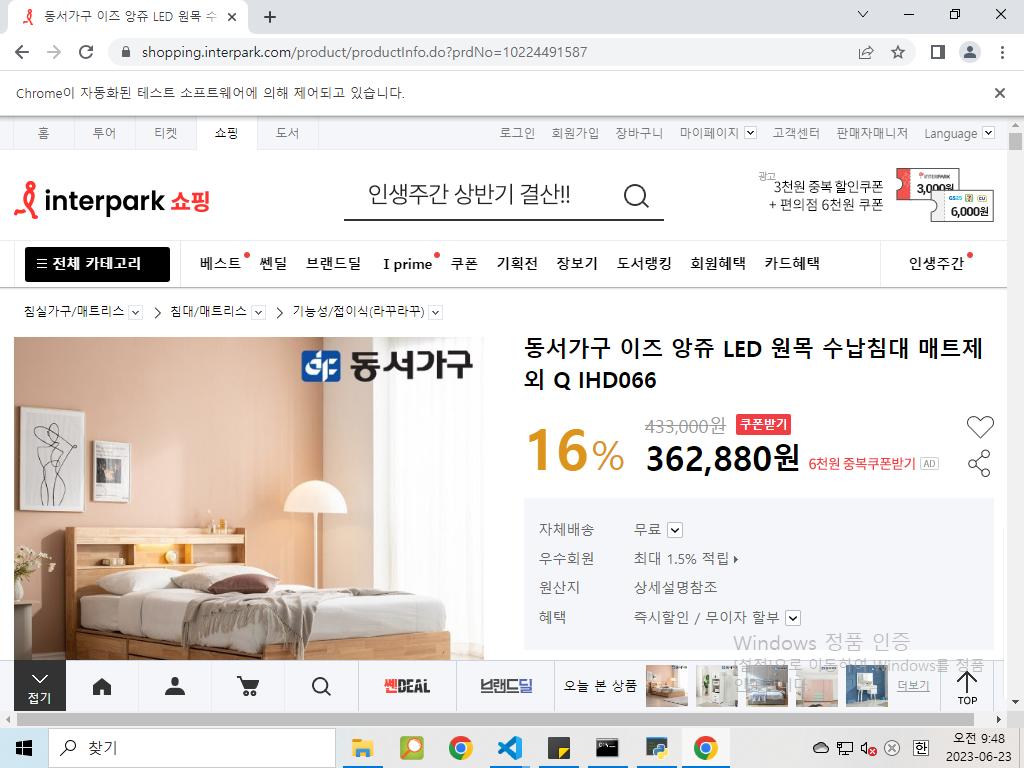 동서가구 이즈 앙쥬 LED 원목 수
shopping.interpark.com/product/productInfo.do?prdNo=10224491587
Chrome이 자동화된 테스트 소프트웨어에 의해 제어되고 있습니다.
홈 투어 티켓 쇼핑 도서 로그인 회원가입 장바구니 마이페이지 고객센터 판매자매니저 Language
interpark 쇼핑
인생주간 상반기 결산!!
광고
3천원 중복 할인쿠폰
+ 편의점 6천원 쿠폰
INTERPARK
3,000원
GS25 CU
6,000원
전체 카테고리 베스트 쎈딜 브랜드딜 I prime 쿠폰 기획전 장보기 도서랭킹 회원혜택 카드혜택 인생주간
침실가구/매트리스 침대/매트리스 기능성/접이식(라꾸라꾸)
동서가구
동서가구 이즈 앙쥬 LED 원목 수납침대 매트제
외 Q IHD066
16%
433,000원 쿠폰받기
362,880원 6천원 중복쿠폰받기 AD
자체배송 무료
우수회원 최대 1.5% 적립
원산지 상세설명참조
혜택 즉시할인 / 무이자 할부
Windows 정품 인증
[설정]으로 이동하여 Windows를 정품
접기
쎈DEAL
브랜드딜
오늘 본 상품
더보기
TOP
찾기
한
오전 9:48
2023-06-23